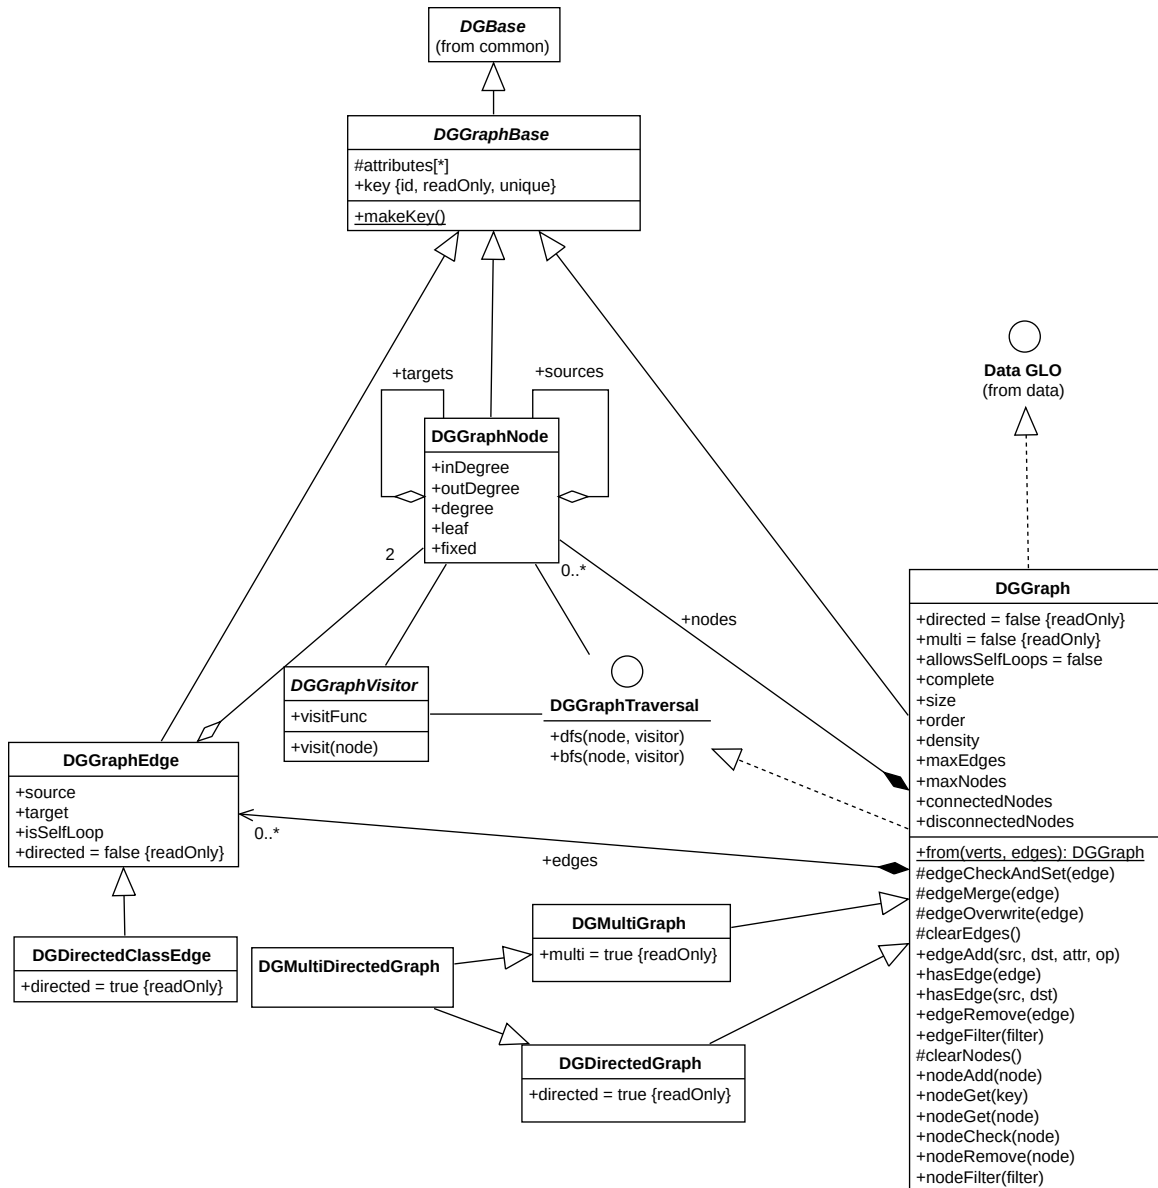 DGBase
(from common)
DGGraphBase
#attributes[*]
+key {id, readOnly, unique}
+makeKey()
+targets
+sources
Data GLO
(from data)
DGGraphNode
+inDegree
+outDegree
+degree
+leaf
+fixed
2
0..*
+nodes
DGGraph
+directed = false {readOnly}
+multi = false {readOnly}
+allowsSelfLoops = false
+complete
+size
+order
+density
+maxEdges
+maxNodes
+connectedNodes
+disconnectedNodes
+from(verts, edges): DGGraph
#edgeCheckAndSet(edge)
#edgeMerge(edge)
#edgeOverwrite(edge)
#clearEdges()
+edgeAdd(src, dst, attr, op)
+hasEdge(edge)
+hasEdge(src, dst)
+edgeRemove(edge)
+edgeFilter(filter)
#clearNodes()
+nodeAdd(node)
+nodeGet(key)
+nodeGet(node)
+nodeCheck(node)
+nodeRemove(node)
+nodeFilter(filter)
DGGraphVisitor
+visitFunc
+visit(node)
DGGraphTraversal
+dfs(node, visitor)
+bfs(node, visitor)
DGGraphEdge
+source
+target
+isSelfLoop
+directed = false {readOnly}
0..*
+edges
DGDirectedClassEdge
+directed = true {readOnly}
DGMultiDirectedGraph
DGMultiGraph
+multi = true {readOnly}
DGDirectedGraph
+directed = true {readOnly}